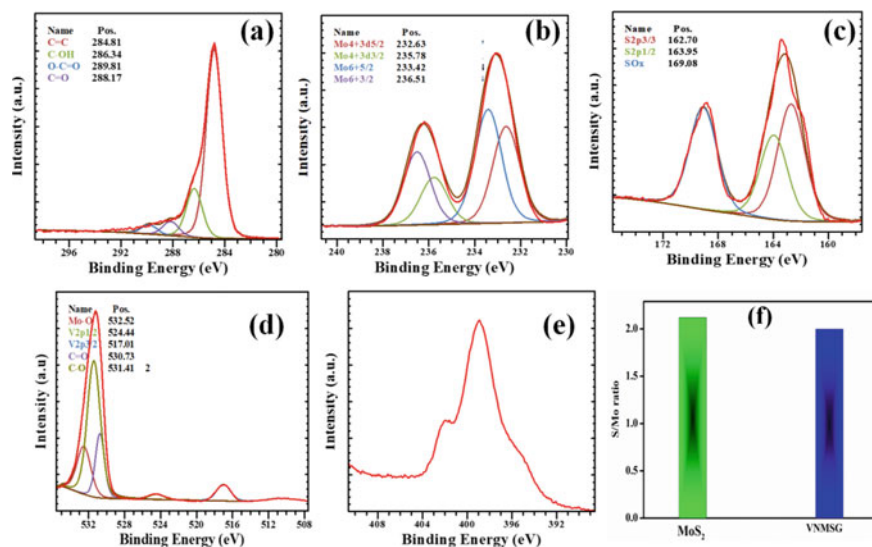 (a)
Name Pos.
C=C 284.81
C-OH 286.34
O-C=O 289.81
C=O 288.17
Intensity (a.u.)
296 292 288 284 280
Binding Energy (eV)
(b)
Name Pos.
Mo4+3d5/2 232.63
Mo4+3d3/2 235.78
Mo6+5/2 233.42
Mo6+3/2 236.51
Intensity (a.u.)
240 238 236 234 232 230
Binding Energy (eV)
(c)
Name Pos.
S2p3/3 162.70
S2p1/2 163.95
SOx 169.08
Intensity (a.u.)
172 168 164 160
Binding Energy (eV)
(d)
Name Pos.
Mo-O 532.52
V2p1/2 524.44
V2p3/2 517.01
C=O 530.73
C-O 531.41 2
Intensity (a.u)
532 528 524 520 516 512 508
Binding Energy (eV)
(e)
Intensity (a.u.)
408 404 399 396 392
Binding Energy (eV)
(f)
S/Mo ratio
2.0
1.5
1.0
0.5
0.0
MoS2
VNMSG